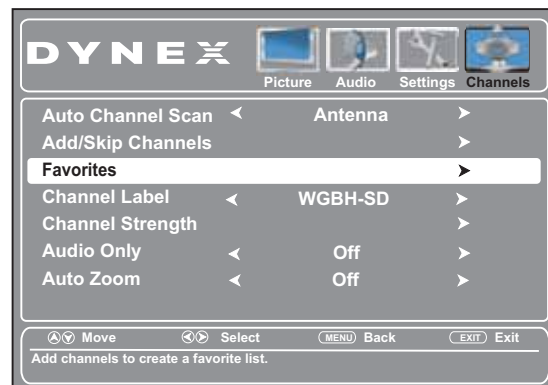 DYNEX
Picture Audio Settings Channels
Auto Channel Scan Antenna
Add/Skip Channels
Favorites
Channel Label WGBH-SD
Channel Strength
Audio Only Off
Auto Zoom Off
Move Select MENU Back EXIT Exit
Add channels to create a favorite list.